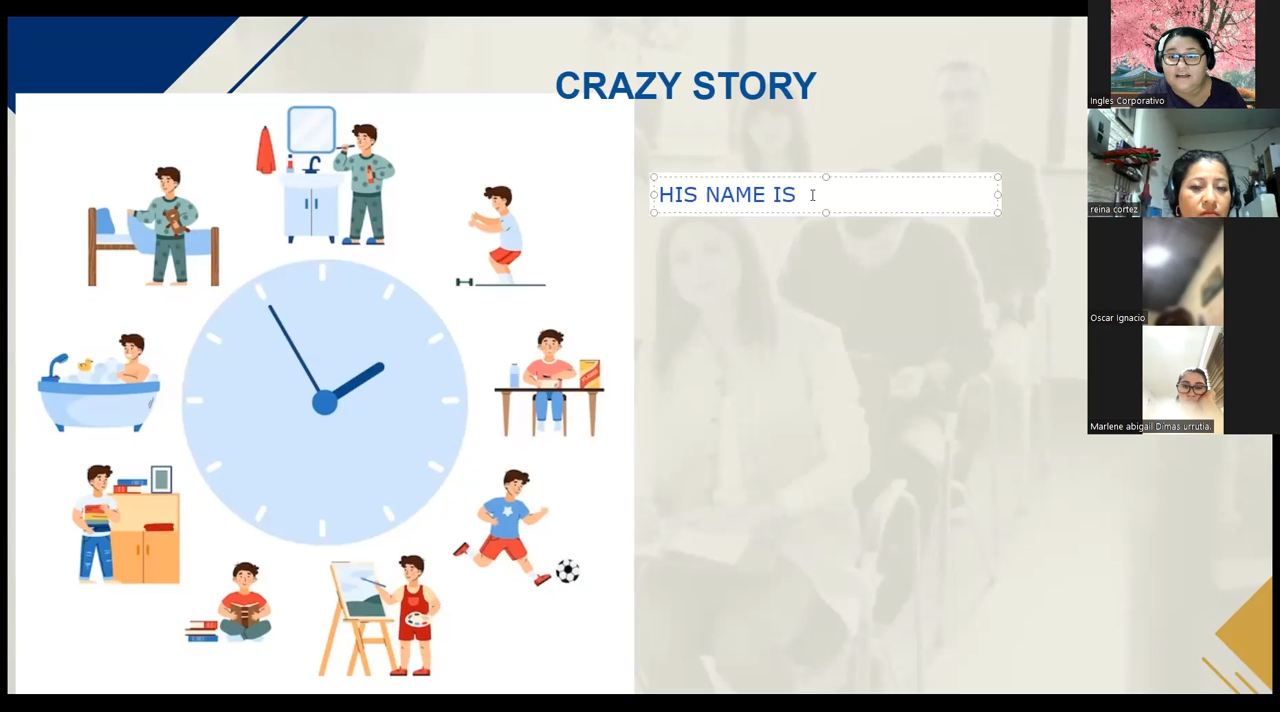 CRAZY STORY
HIS NAME IS
Ingles Corporativo
reina cortez
Oscar Ignacio
Marlene abigail Dimas urrutia.